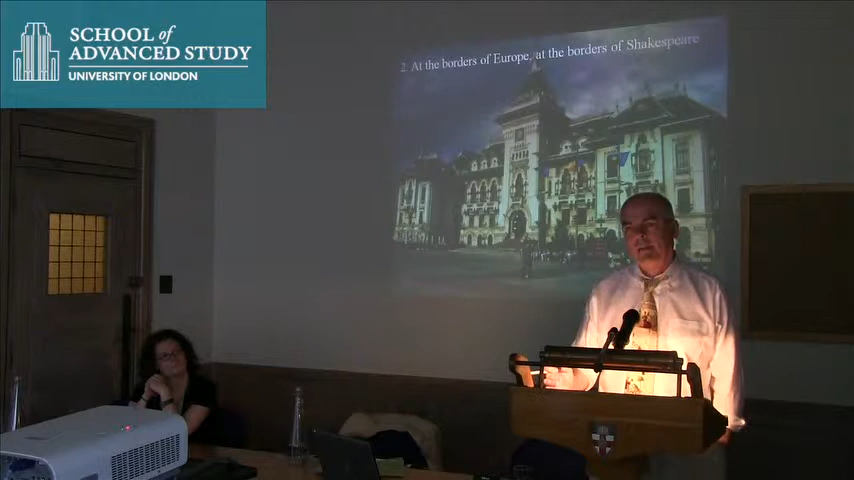 SCHOOL of
ADVANCED STUDY
UNIVERSITY OF LONDON
2. At the borders of Europe, at the borders of Shakespeare